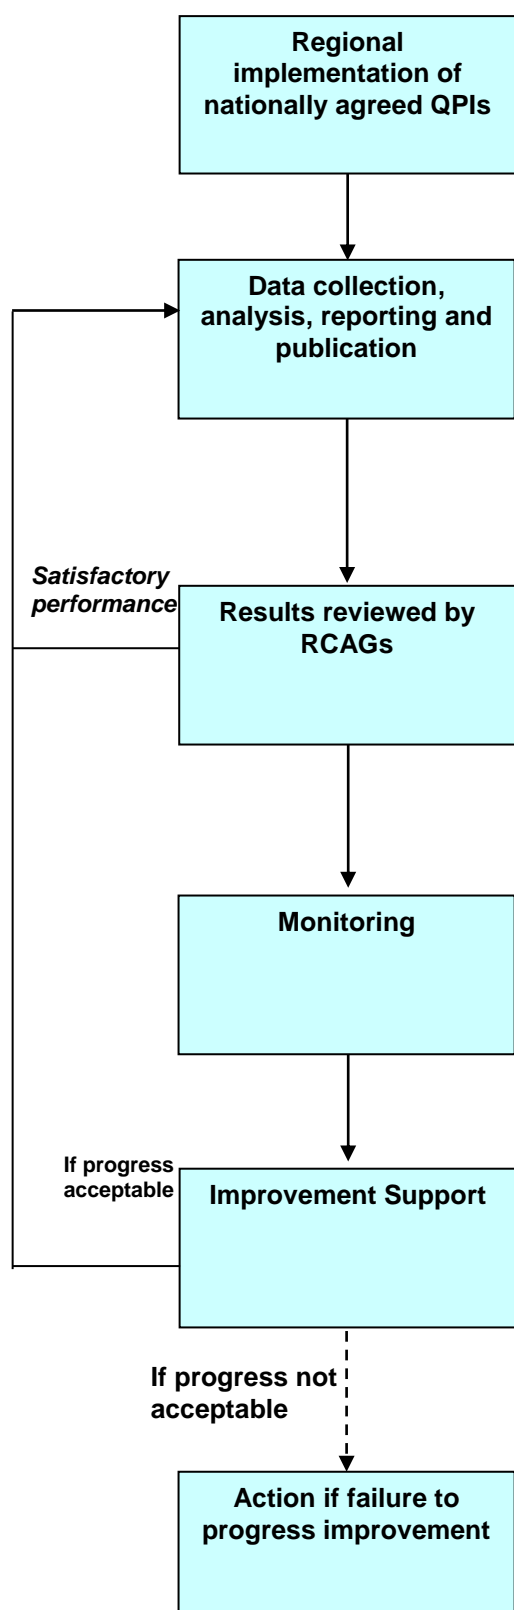 Regional
implementation of
nationally agreed QPIs
Data collection,
analysis, reporting and
publication
Satisfactory
performance
Results reviewed by
RCAGs
Monitoring
If progress
acceptable
Improvement Support
If progress not
acceptable
Action if failure to
progress improvement